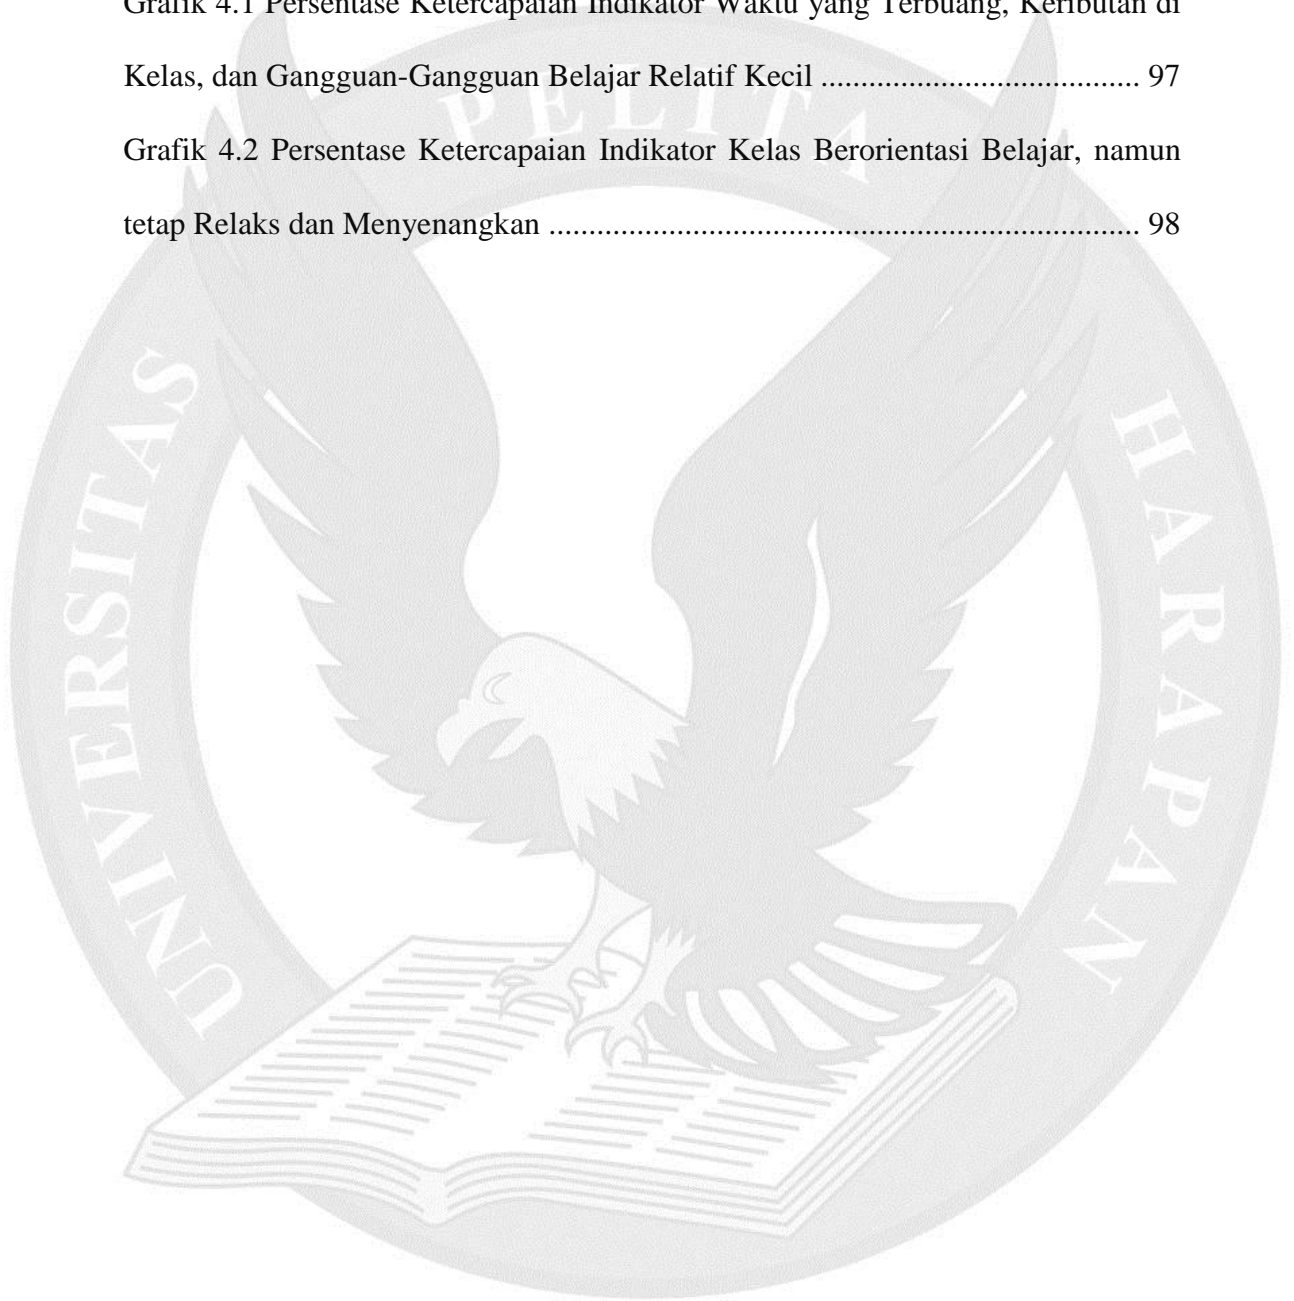 Grafik 4.1 Persentase Ketercapaian Indikator Waktu yang Terbuang, Keributan di
Kelas, dan Gangguan-Gangguan Belajar Relatif Kecil ........................................ 97
Grafik 4.2 Persentase Ketercapaian Indikator Kelas Berorientasi Belajar, namun
tetap Relaks dan Menyenangkan .......................................................................... 98
UNIVERSITAS PELITA HARAPAN